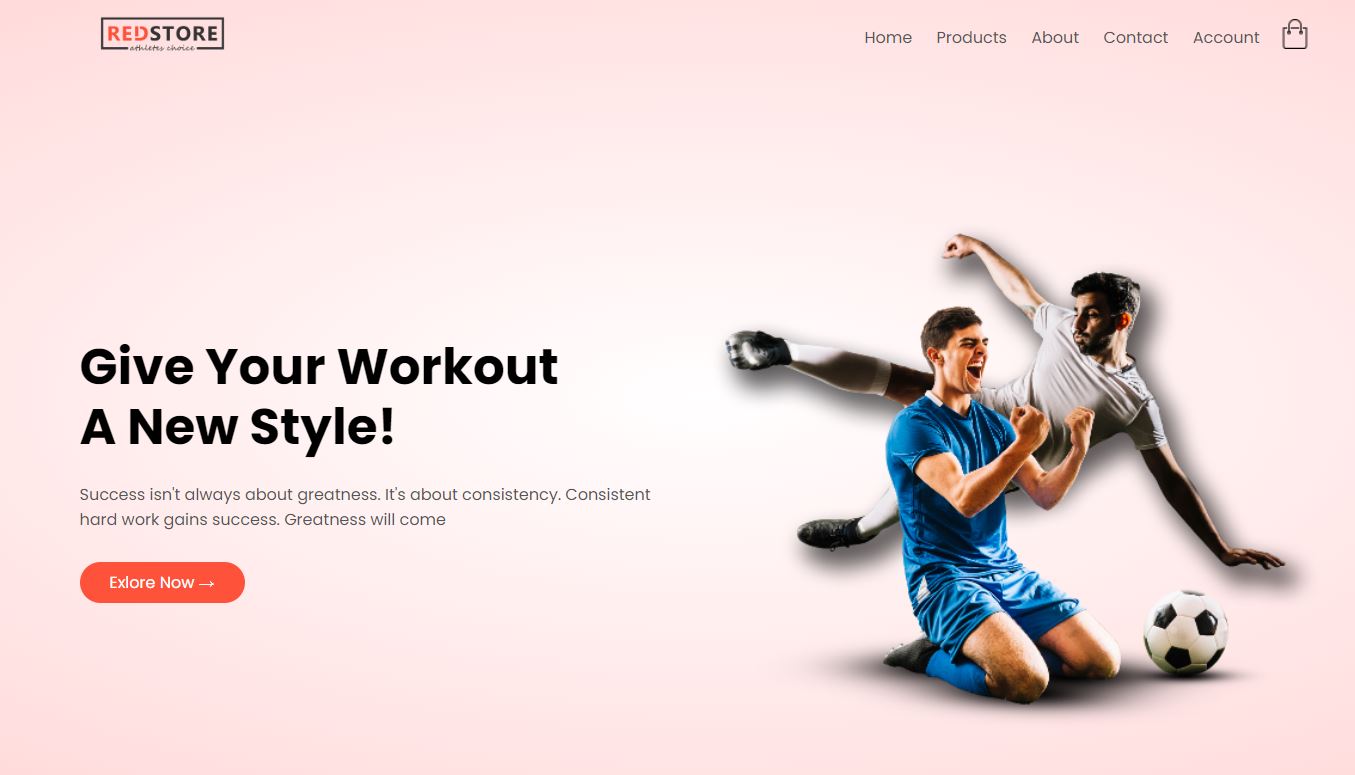 REDSTORE
athletes choice
Home Products About Contact Account
Give Your Workout
A New Style!
Success isn't always about greatness. It's about consistency. Consistent
hard work gains success. Greatness will come
Exlore Now →